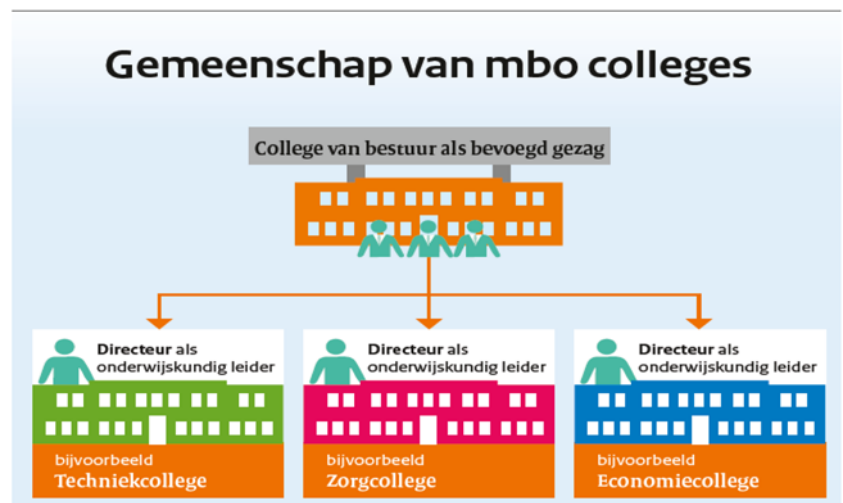 Gemeenschap van mbo colleges
College van bestuur als bevoegd gezag
Directeur als
onderwijskundig leider
bijvoorbeeld
Techniekcollege
Directeur als
onderwijskundig leider
bijvoorbeeld
Zorgcollege
Directeur als
onderwijskundig leider
bijvoorbeeld
Economiecollege